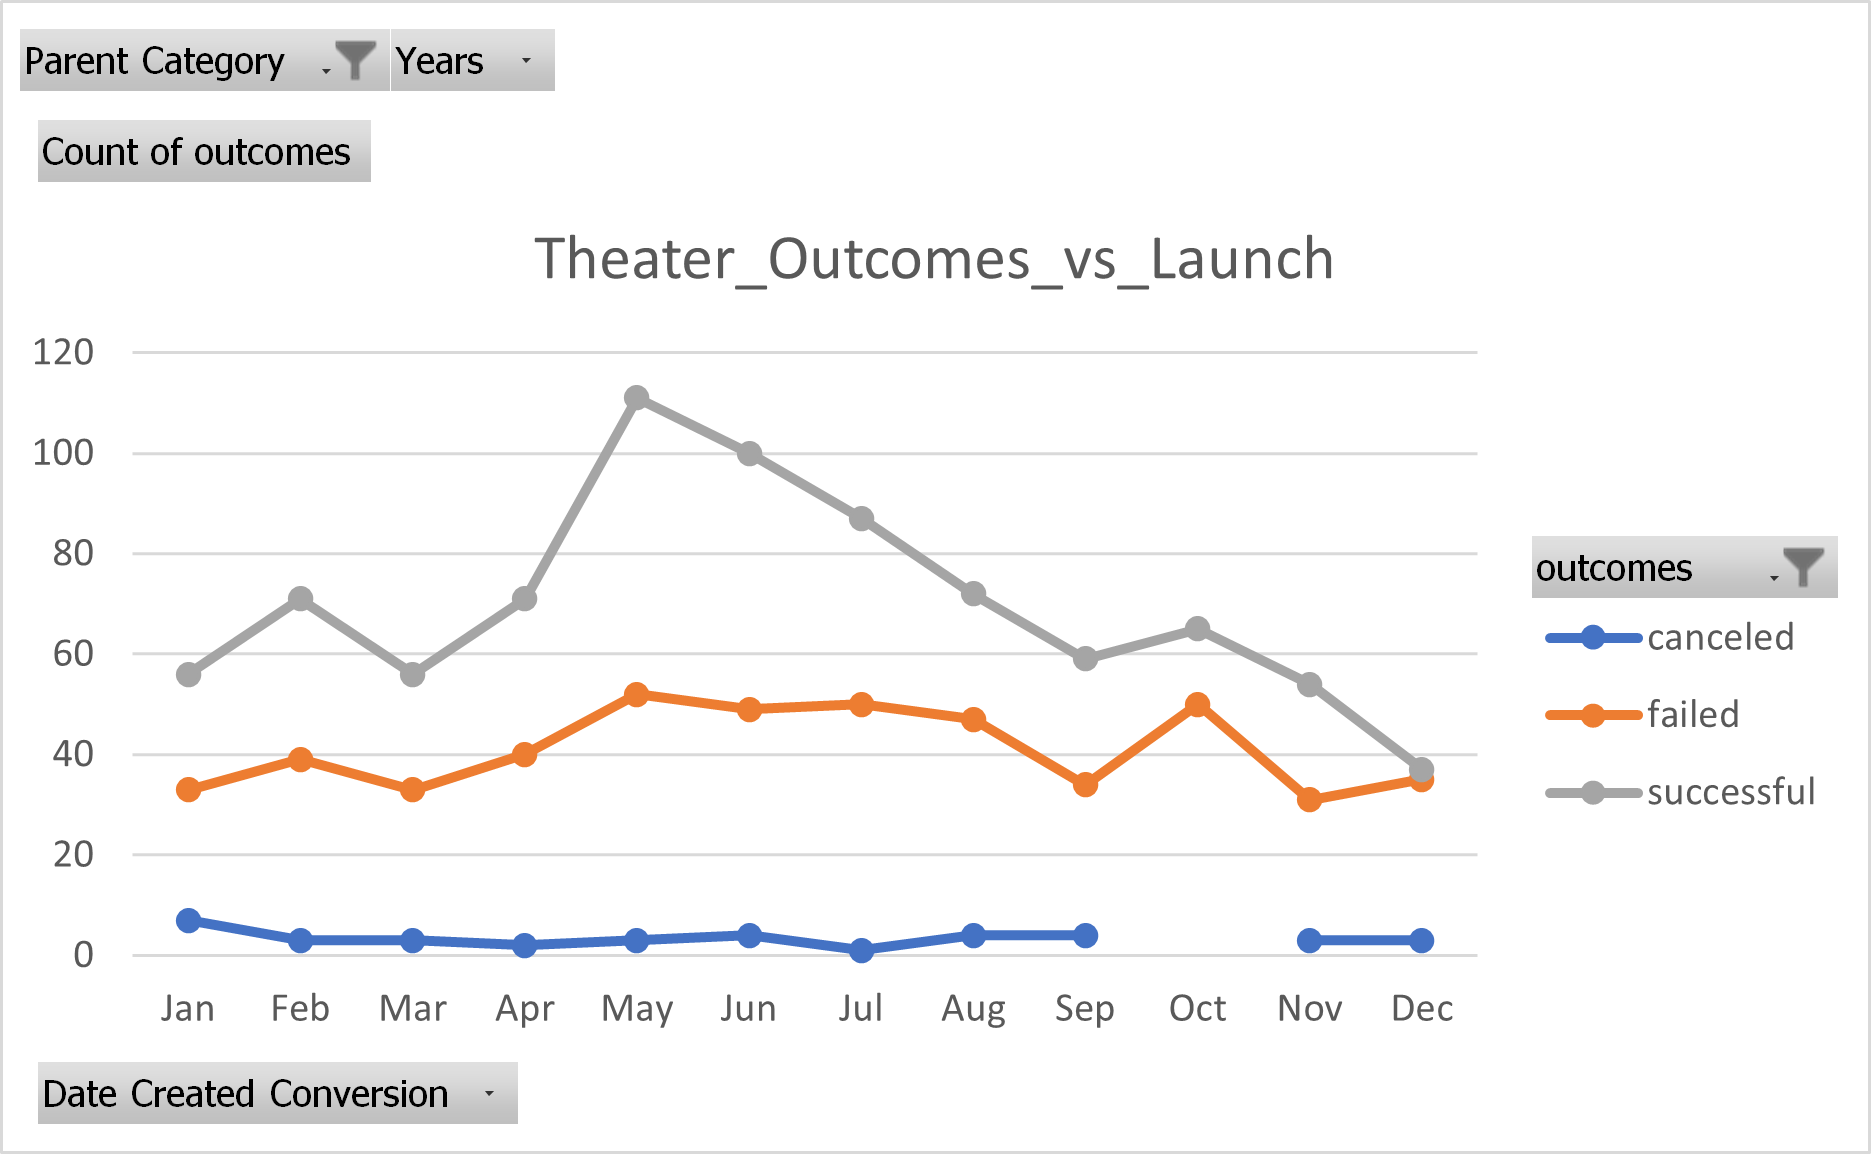 Parent Category Years
Count of outcomes
Theater_Outcomes_vs_Launch
120
100
80
60
40
20
0
Jan Feb Mar Apr May Jun Jul Aug Sep Oct Nov Dec
outcomes
canceled
failed
successful
Date Created Conversion